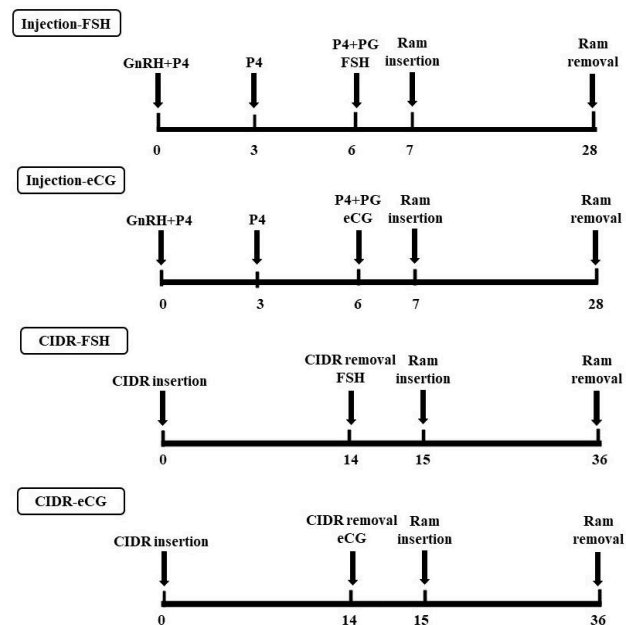 Injection-FSH
GnRH+P4
P4
P4+PG
FSH
Ram
insertion
Ram
removal
0
3
6
7
28
Injection-eCG
GnRH+P4
P4
P4+PG
eCG
Ram
insertion
Ram
removal
0
3
6
7
28
CIDR-FSH
CIDR insertion
CIDR removal
FSH
Ram
insertion
Ram
removal
0
14
15
36
CIDR-eCG
CIDR insertion
CIDR removal
eCG
Ram
insertion
Ram
removal
0
14
15
36